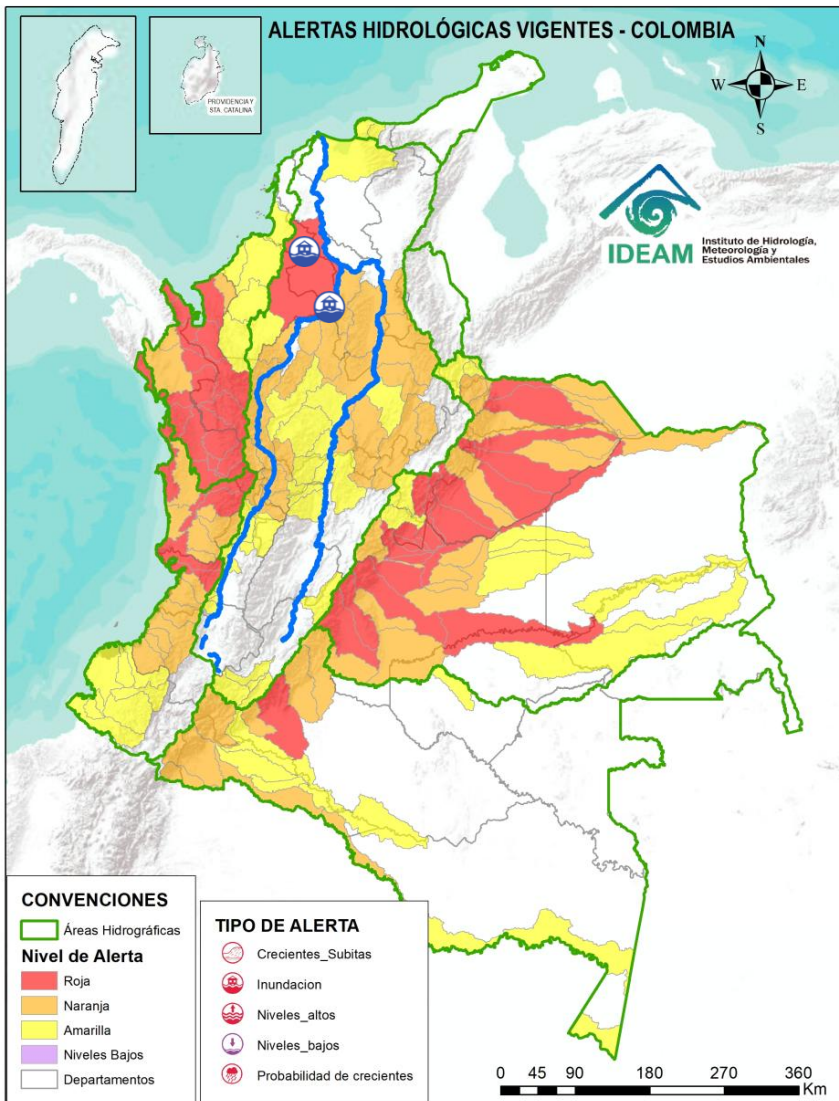 ALERTAS HIDROLÓGICAS VIGENTES - COLOMBIA
PROVIDENCIA Y
STA. CATALINA
N
W E
S
IDEAM
Instituto de Hidrología,
Meteorología y
Estudios Ambientales
CONVENCIONES
Áreas Hidrográficas
Nivel de Alerta
Roja
Naranja
Amarilla
Niveles Bajos
Departamentos
TIPO DE ALERTA
Crecientes_Subitas
Inundacion
Niveles_altos
Niveles_bajos
Probabilidad de crecientes
0 45 90 180 270 360
Km